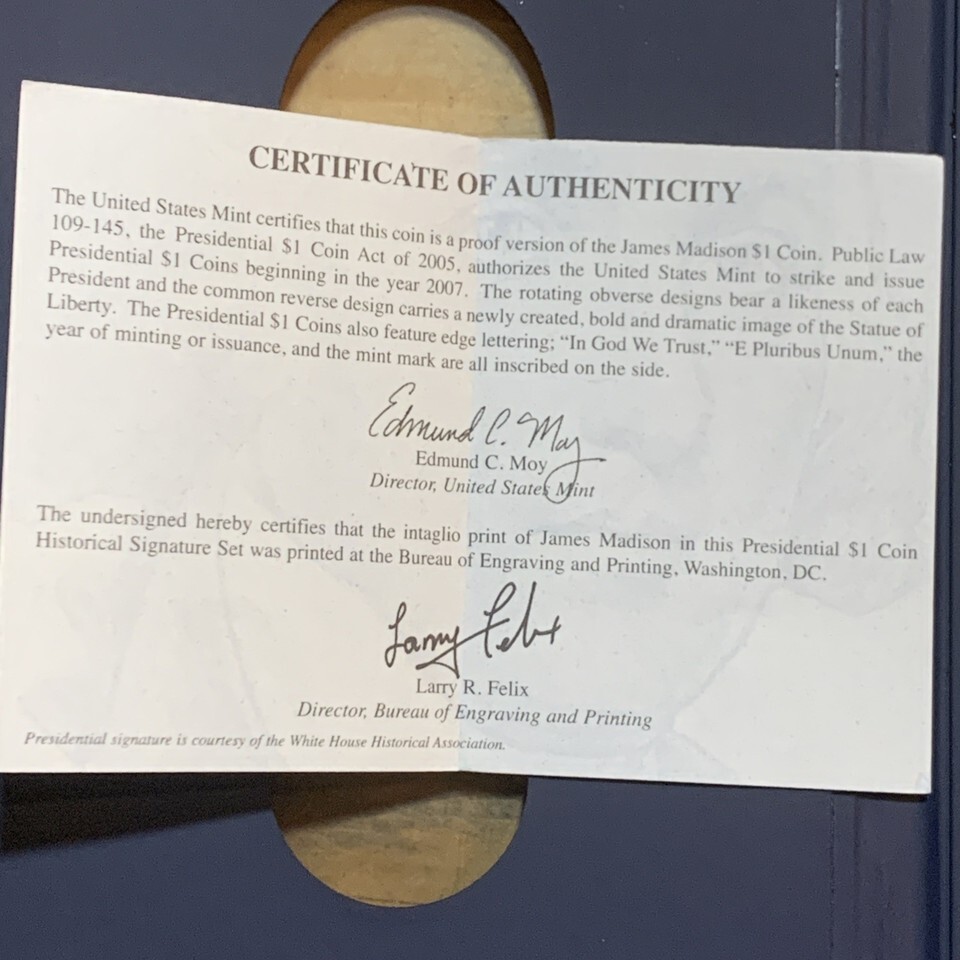 CERTIFICATE OF AUTHENTICITY
The United States Mint certifies that this coin is a proof version of the James Madison $1 Coin. Public Law
109-145, the Presidential $1 Coin Act of 2005, authorizes the United States Mint to strike and issue
Presidential $1 Coins beginning in the year 2007. The rotating obverse designs bear a likeness of each
President and the common reverse design carries a newly created, bold and dramatic image of the Statue of
Liberty. The Presidential $1 Coins also feature edge lettering; “In God We Trust,” “E Pluribus Unum,” the
year of minting or issuance, and the mint mark are all inscribed on the side.
Edmund C. Moy
Edmund C. Moy
Director, United States Mint
The undersigned hereby certifies that the intaglio print of James Madison in this Presidential $1 Coin
Historical Signature Set was printed at the Bureau of Engraving and Printing, Washington, DC.
Larry Felix
Larry R. Felix
Director, Bureau of Engraving and Printing
Presidential signature is courtesy of the White House Historical Association.